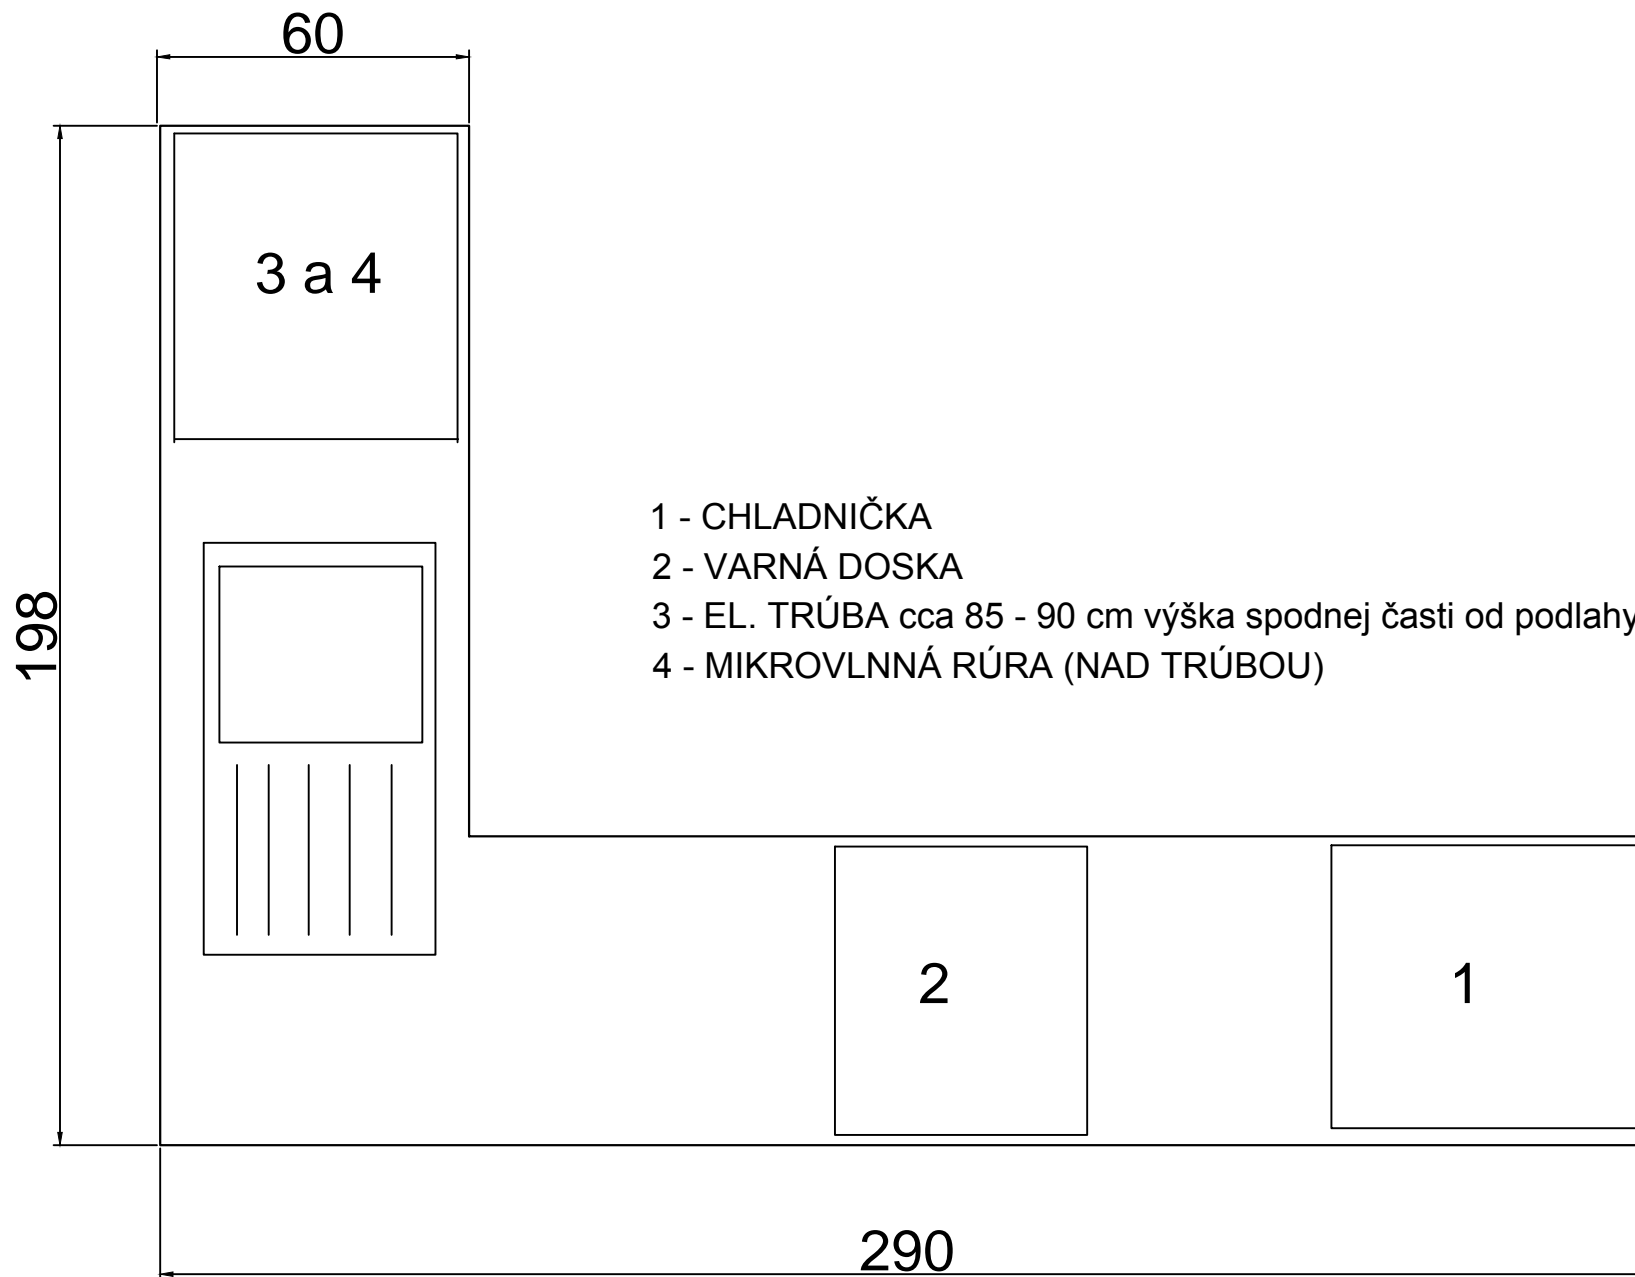 60
3 a 4
1 - CHLADNIČKA
2 - VARNÁ DOSKA
3 - EL. TRÚBA cca 85 - 90 cm výška spodnej časti od podlahy
4 - MIKROVLNNÁ RÚRA (NAD TRÚBOU)
198
2
1
290